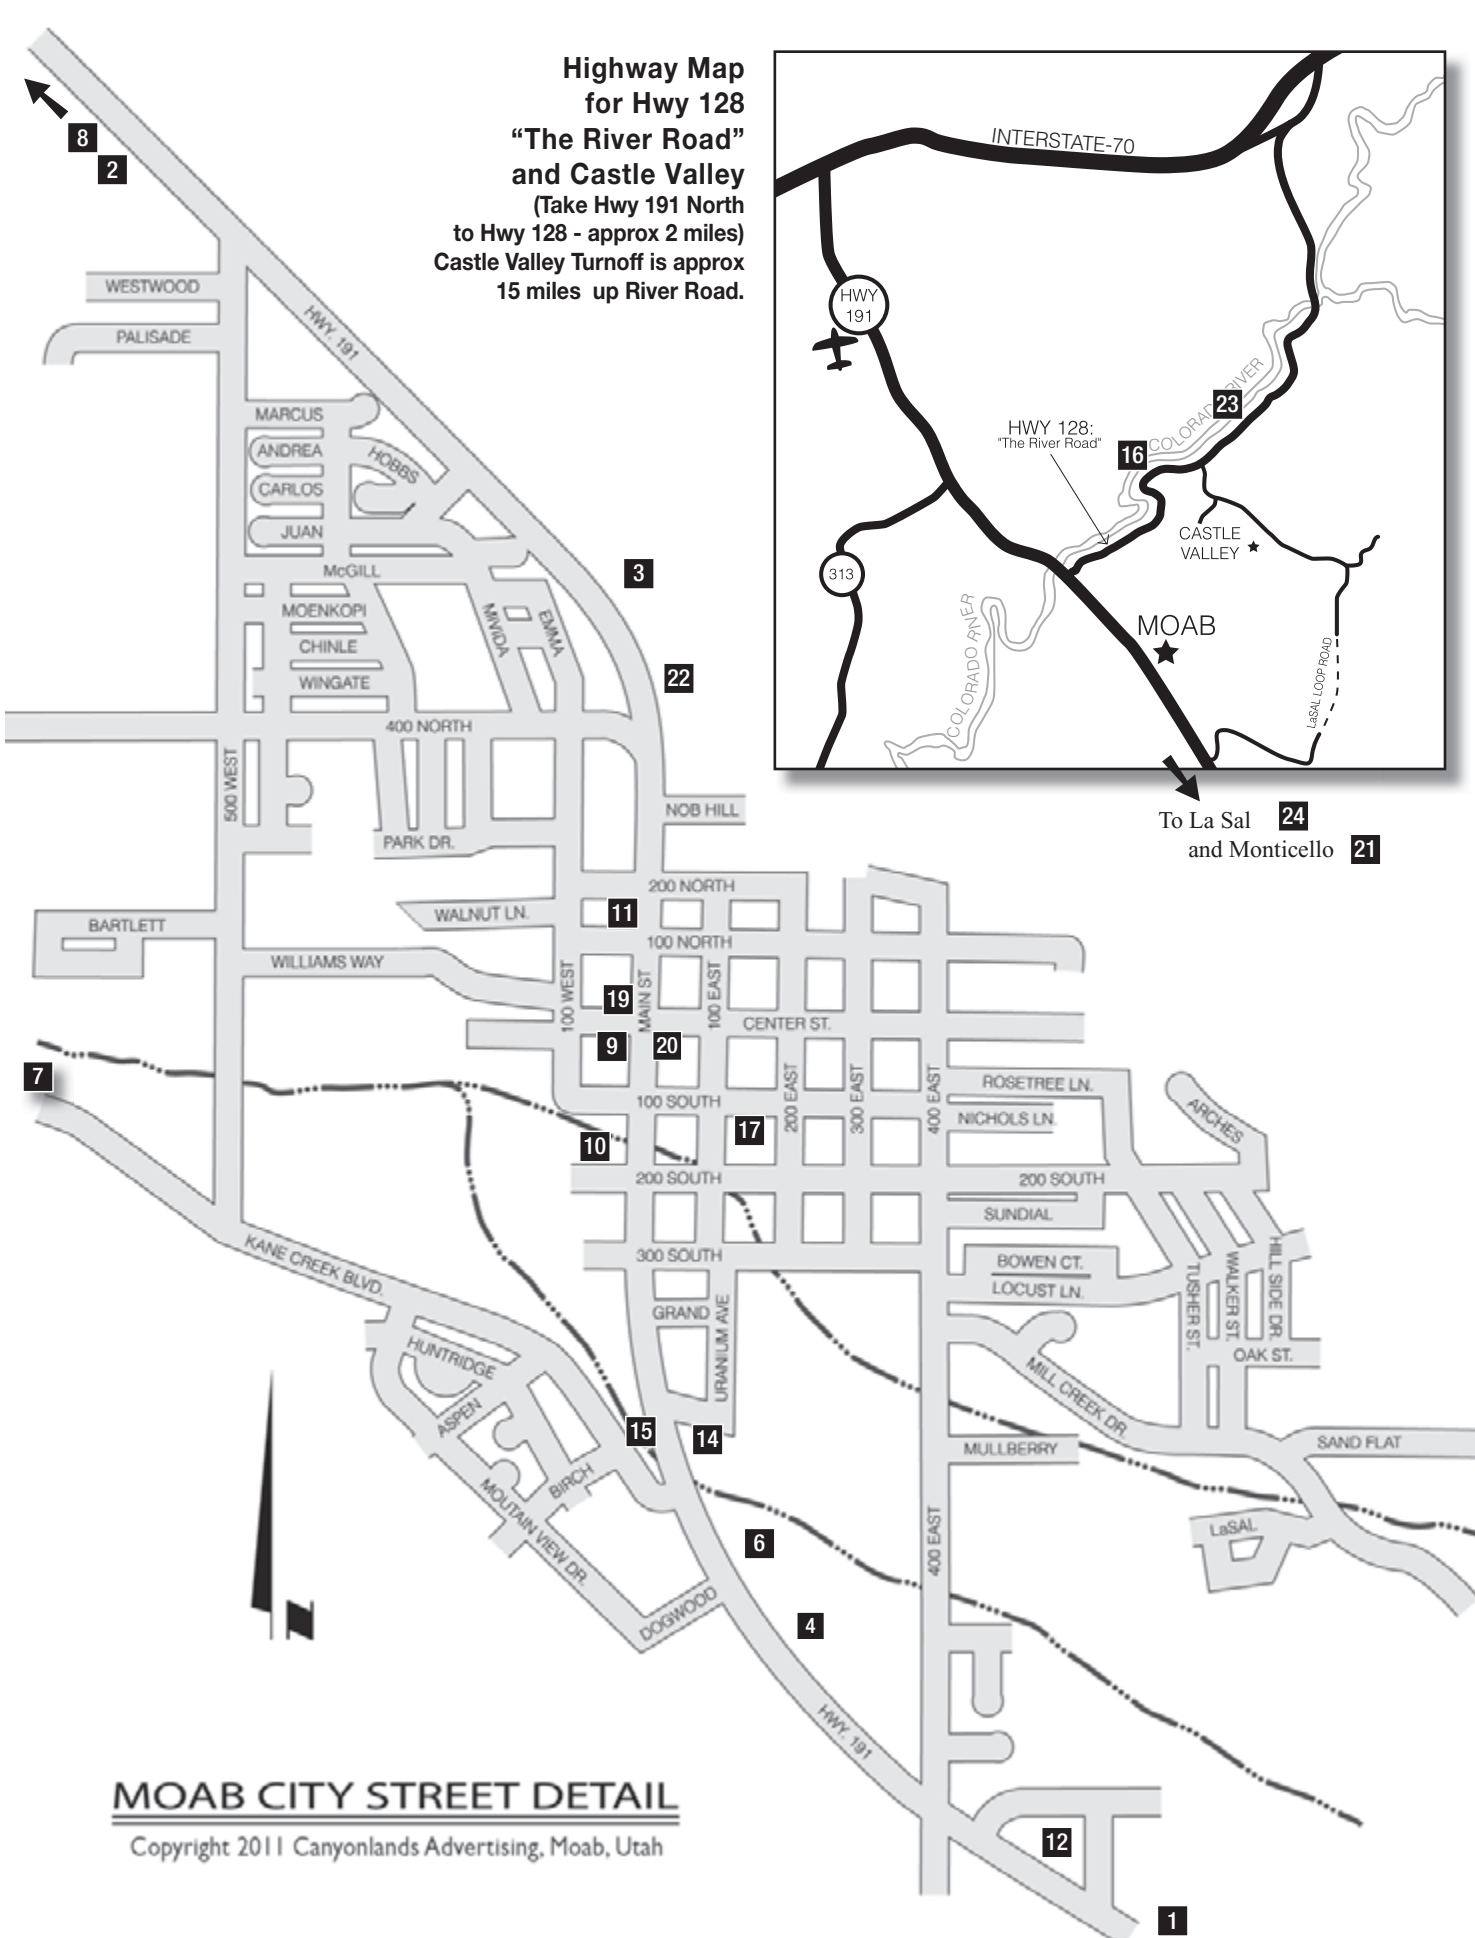 Highway Map
for Hwy 128
“The River Road”
and Castle Valley
(Take Hwy 191 North
to Hwy 128 - approx 2 miles)
Castle Valley Turnoff is approx
15 miles up River Road.
8
2
INTERSTATE-70
HWY
191
COLORADO RIVER
23
HWY 128:
"The River Road"
16
CASTLE
VALLEY
313
MOAB
COLORADO RIVER
LaSAL LOOP ROAD
To La Sal
24
and Monticello
21
WESTWOOD
PALISADE
HWY. 191
MARCUS
ANDREA
HOBBS
CARLOS
JUAN
McGILL
3
MOENKOPI
MIVIDA
EMMA
CHINLE
WINGATE
22
400 NORTH
500 WEST
NOB HILL
PARK DR.
200 NORTH
WALNUT LN.
11
BARTLETT
100 NORTH
WILLIAMS WAY
100 WEST
19
MAIN ST
100 EAST
CENTER ST.
9
20
7
200 EAST
300 EAST
400 EAST
ROSETREE LN.
100 SOUTH
NICHOLS LN.
ARCHES
17
10
200 SOUTH
200 SOUTH
SUNDIAL
300 SOUTH
BOWEN CT.
LOCUST LN.
KANE CREEK BLVD.
TUSHER ST.
WALKER ST.
HILL SIDE DR.
GRAND
URANIUM AVE
OAK ST.
HUNTRIDGE
MILL CREEK DR.
ASPEN
15
14
MULLBERRY
SAND FLAT
BIRCH
MOUTAIN VIEW DR.
6
400 EAST
LaSAL
DOGWOOD
4
HWY. 191
12
1
MOAB CITY STREET DETAIL
Copyright 2011 Canyonlands Advertising, Moab, Utah